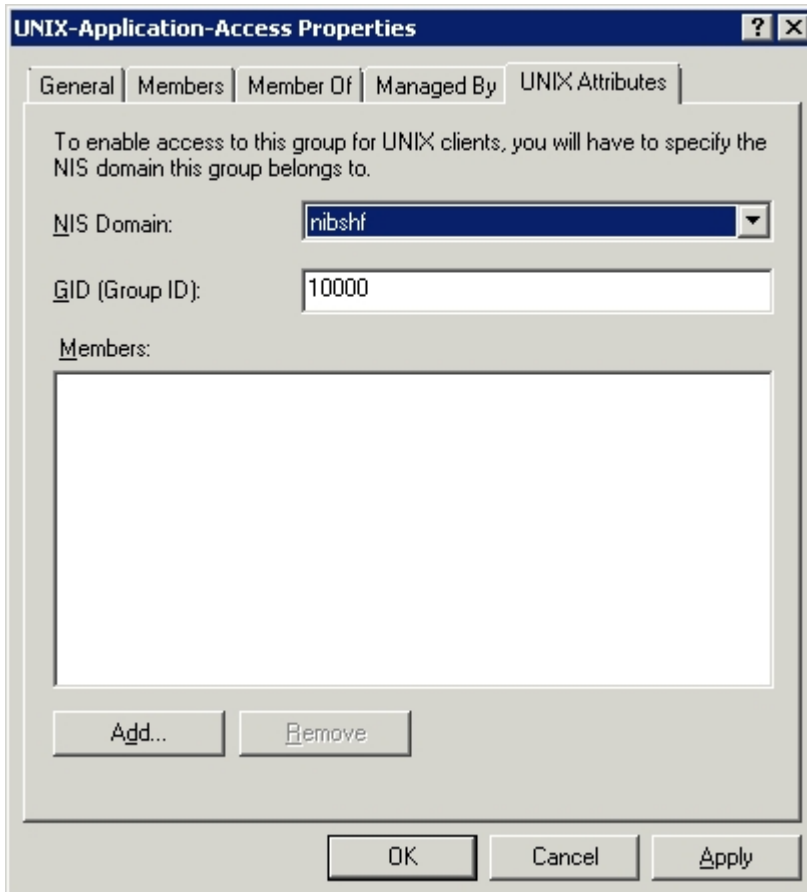 UNIX-Application-Access Properties
General Members Member Of Managed By UNIX Attributes
To enable access to this group for UNIX clients, you will have to specify the
NIS domain this group belongs to.
NIS Domain: nibshf
GID (Group ID): 10000
Members:
Add... Remove
OK Cancel Apply